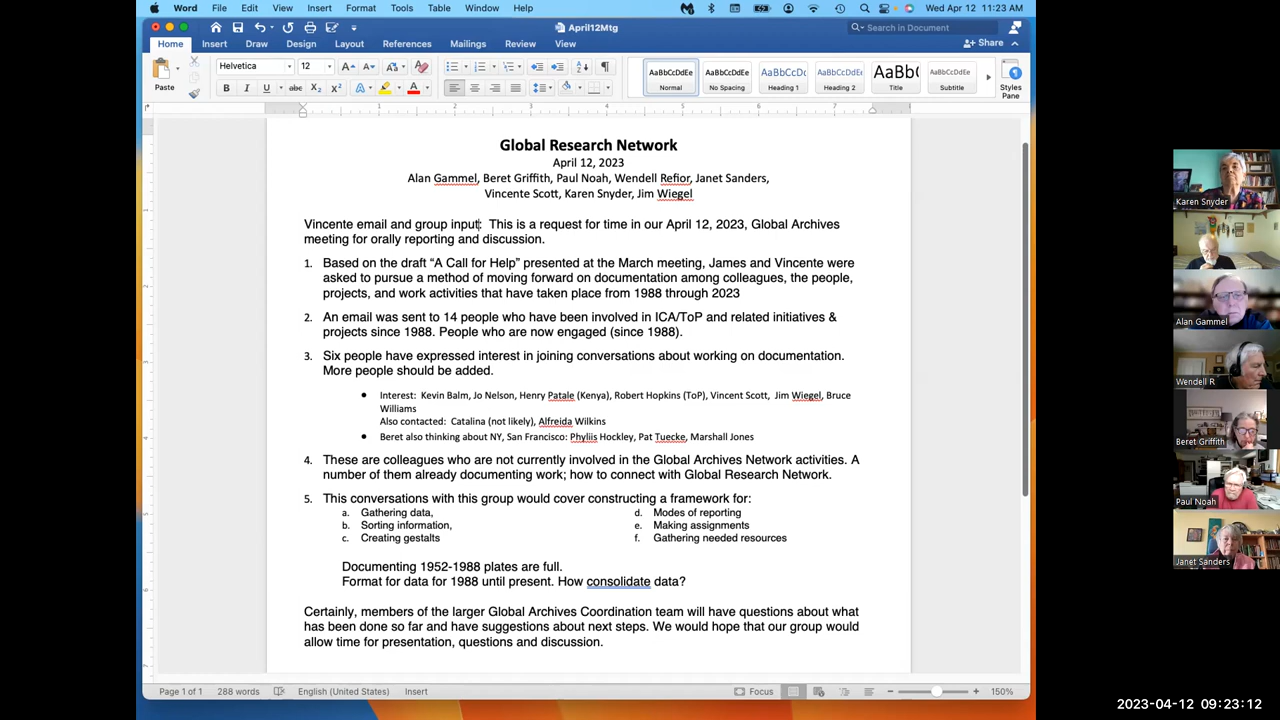 Word File Edit View Insert Format Tools Table Window Help Wed Apr 12 11:23 AM
April12Mtg
Search in Document
Home Insert Draw Design Layout References Mailings Review View
Share
Paste
Helvetica 12
AaBbCcDdEe AaBbCcDdEe AaBbCcDc AaBbCcDdEe AaBb( AaBbCcDdEe
Normal No Spacing Heading 1 Heading 2 Title Subtitle
Styles Pane
Global Research Network
April 12, 2023
Alan Gammel, Beret Griffith, Paul Noah, Wendell Refior, Janet Sanders,
Vincente Scott, Karen Snyder, Jim Wiegel
Vincente email and group input: This is a request for time in our April 12, 2023, Global Archives
meeting for orally reporting and discussion.
1. Based on the draft “A Call for Help” presented at the March meeting, James and Vincente were
asked to pursue a method of moving forward on documentation among colleagues, the people,
projects, and work activities that have taken place from 1988 through 2023
2. An email was sent to 14 people who have been involved in ICA/ToP and related initiatives &
projects since 1988. People who are now engaged (since 1988).
3. Six people have expressed interest in joining conversations about working on documentation.
More people should be added.
• Interest: Kevin Balm, Jo Nelson, Henry Patale (Kenya), Robert Hopkins (ToP), Vincent Scott, Jim Wiegel, Bruce
Williams
Also contacted: Catalina (not likely), Alfreida Wilkins
• Beret also thinking about NY, San Francisco: Phyliis Hockley, Pat Tuecke, Marshall Jones
4. These are colleagues who are not currently involved in the Global Archives Network activities. A
number of them already documenting work; how to connect with Global Research Network.
5. This conversations with this group would cover constructing a framework for:
a. Gathering data, d. Modes of reporting
b. Sorting information, e. Making assignments
c. Creating gestalts f. Gathering needed resources
Documenting 1952-1988 plates are full.
Format for data for 1988 until present. How consolidate data?
Certainly, members of the larger Global Archives Coordination team will have questions about what
has been done so far and have suggestions about next steps. We would hope that our group would
allow time for presentation, questions and discussion.
Page 1 of 1 288 words English (United States) Insert Focus 150%
Karen Snyder
Alan Gammel
Wendell R
Beret Griffith
Paul Noah
Janet Sanders
2023-04-12 09:23:12